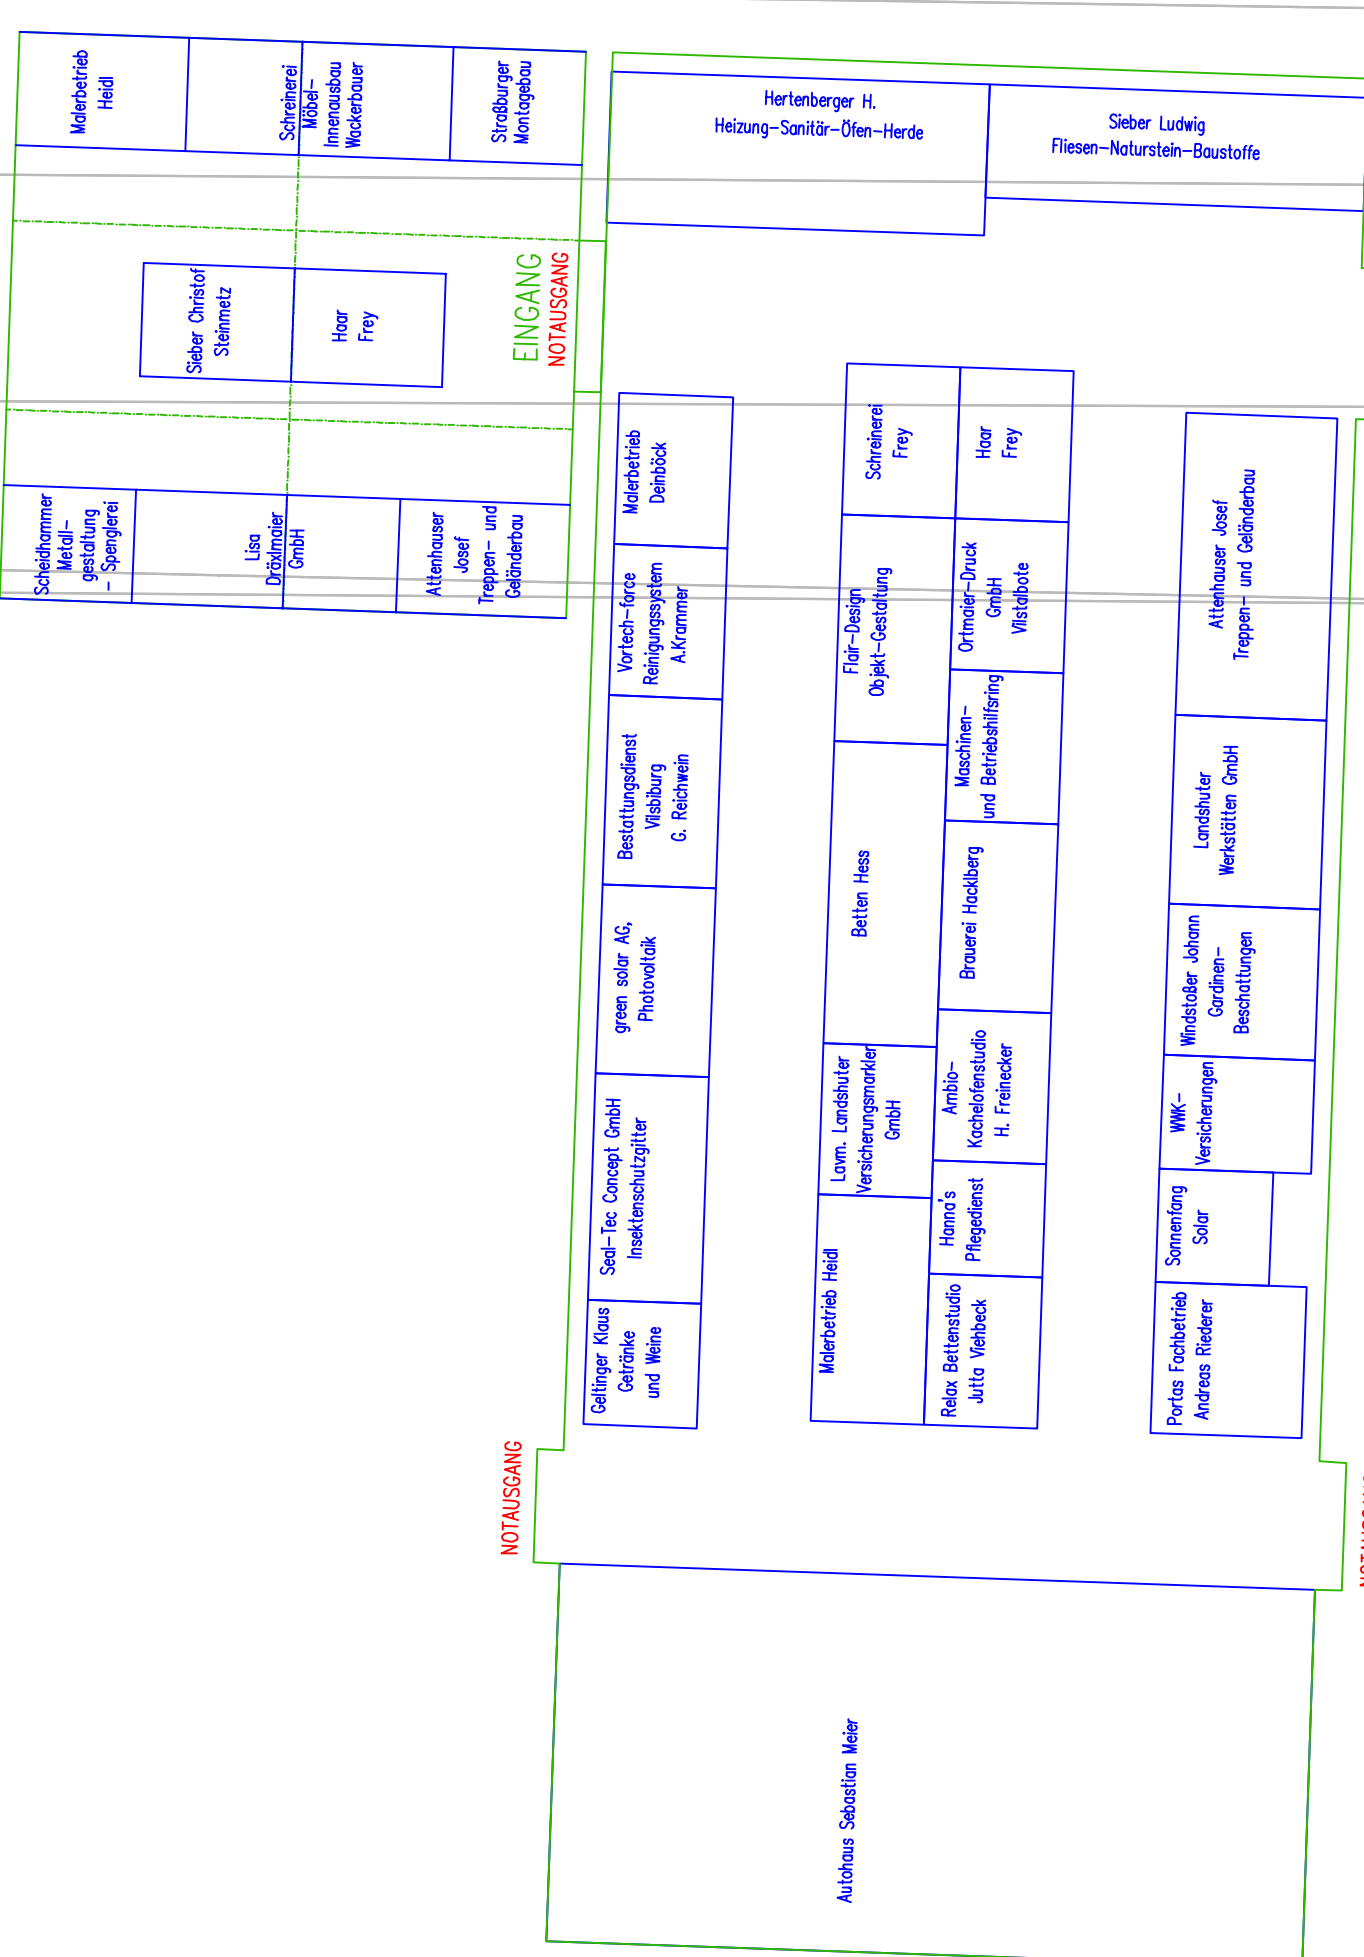 Malerbetrieb
Heidl
Schreinerei
Möbel-
Innenausbau
Wackerbauer
Straßburger
Montagebau
Hertenberger H.
Heizung-Sanitär-Öfen-Herde
Sieber Ludwig
Fliesen-Naturstein-Baustoffe
Sieber Christof
Steinmetz
Haar
Frey
EINGANG
NOTAUSGANG
Scheidhammer
Metall-
gestaltung
- Spenglerei
Lisa
Dräxlmaier
GmbH
Attenhauser
Josef
Treppen- und
Geländerbau
Malerbetrieb
Deinböck
Vortech-force
Reinigungssystem
A.Krammer
Bestattungsdienst
Vilsbiburg
G. Reichwein
green solar AG,
Photovoltaik
Seal-Tec Concept GmbH
Insektenschutzgitter
Geltinger Klaus
Getränke
und Weine
Schreinerei
Frey
Flair-Design
Objekt-Gestaltung
Betten Hess
Lavm. Landshuter
Versicherungsmarkler
GmbH
Malerbetrieb Heidl
Haar
Frey
Ortmaier-Druck
GmbH
Vilstalbote
Maschinen-
und Betriebshilfsring
Brauerei Hacklberg
Ambio-
Kachelofenstudio
H. Freinecker
Hanna's
Pflegedienst
Relax Bettenstudio
Jutta Viehbeck
Attenhauser Josef
Treppen- und Geländerbau
Landshuter
Werkstätten GmbH
Windstoßer Johann
Gardinen-
Beschattungen
WWK-
Versicherungen
Sonnenfang
Solar
Portas Fachbetrieb
Andreas Riederer
NOTAUSGANG
Autohaus Sebastian Meier